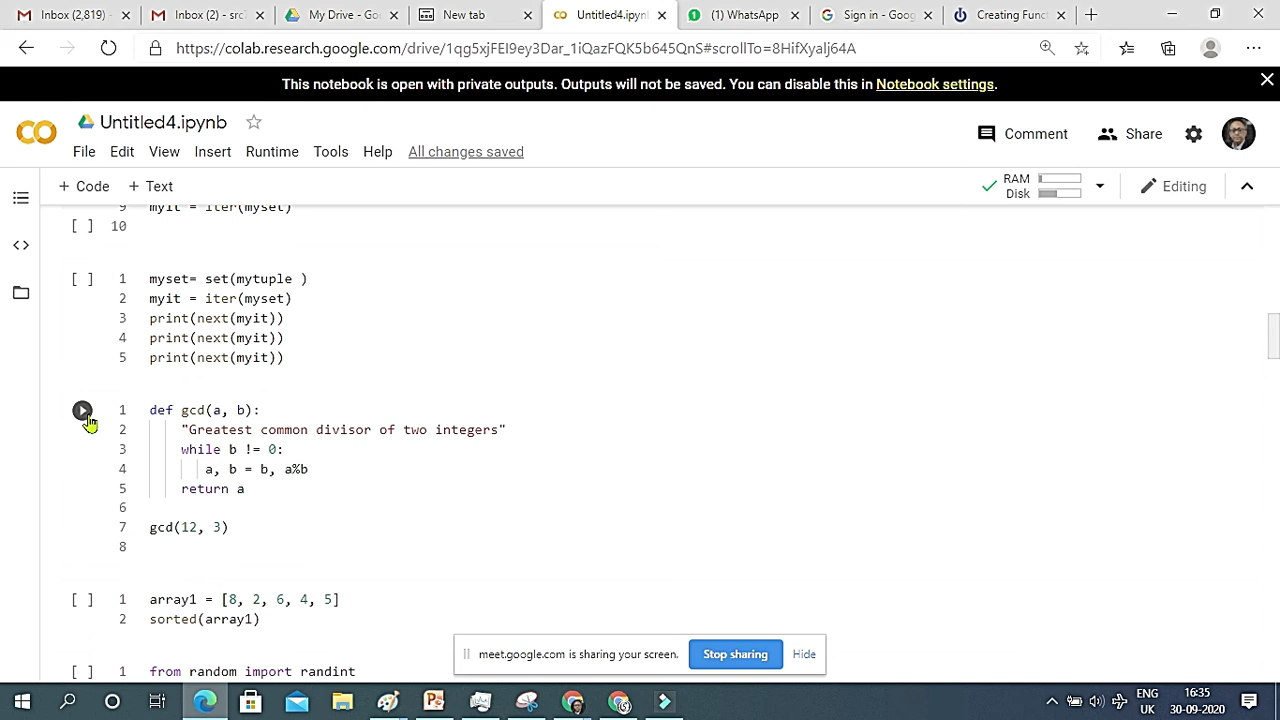 Inbox (2,819)
Inbox (2) - src7
My Drive - Goo
New tab
Untitled4.ipynb
(1) WhatsApp
Sign in - Goog
Creating Func
https://colab.research.google.com/drive/1qg5xjFEI9ey3Dar_1iQazFQK5b645QnS#scrollTo=8HifXyaIj64A
This notebook is open with private outputs. Outputs will not be saved. You can disable this in Notebook settings.
Untitled4.ipynb
Comment
Share
File Edit View Insert Runtime Tools Help All changes saved
+ Code + Text
RAM
Disk
Editing
9 myit = iter(myset)
[ ] 10
[ ] 1 myset= set(mytuple )
2 myit = iter(myset)
3 print(next(myit))
4 print(next(myit))
5 print(next(myit))
1 def gcd(a, b):
2 "Greatest common divisor of two integers"
3 while b != 0:
4 a, b = b, a%b
5 return a
6
7 gcd(12, 3)
8
[ ] 1 array1 = [8, 2, 6, 4, 5]
2 sorted(array1)
[ ] 1 from random import randint
meet.google.com is sharing your screen. Stop sharing Hide
ENG
UK
16:35
30-09-2020